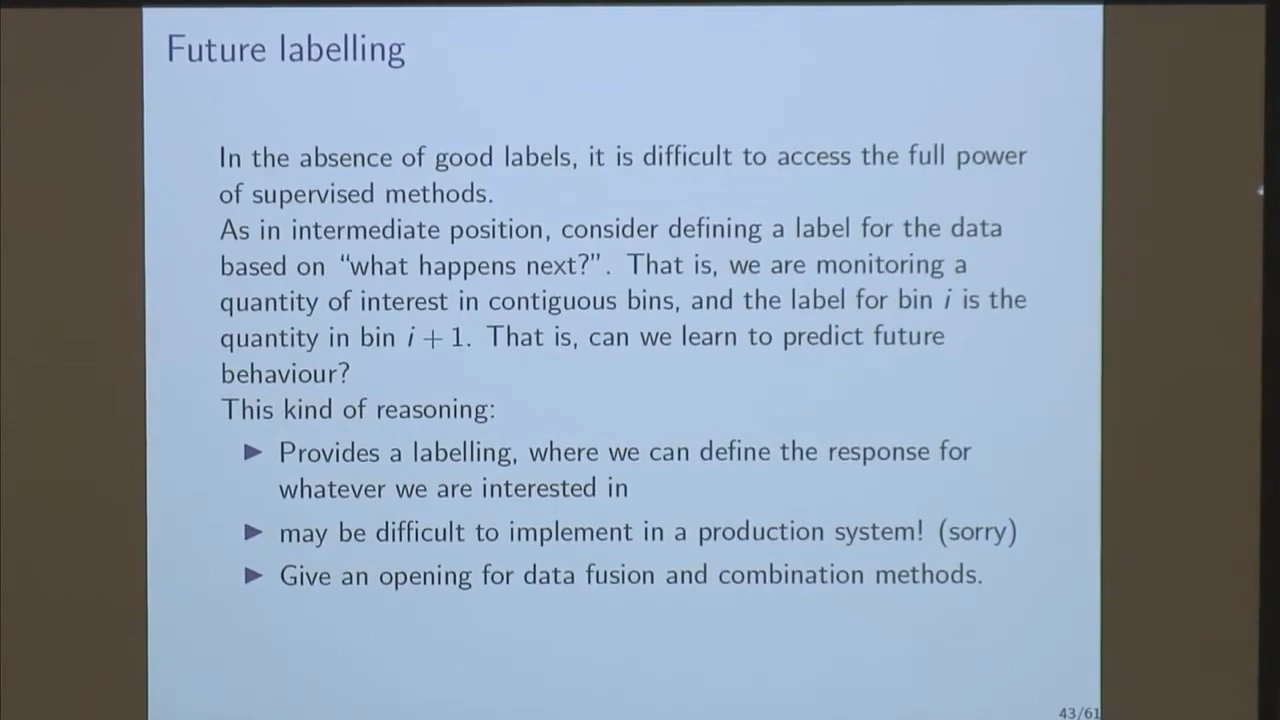 Future labelling
In the absence of good labels, it is difficult to access the full power
of supervised methods.
As in intermediate position, consider defining a label for the data
based on “what happens next?”. That is, we are monitoring a
quantity of interest in contiguous bins, and the label for bin i is the
quantity in bin i + 1. That is, can we learn to predict future
behaviour?
This kind of reasoning:
▶ Provides a labelling, where we can define the response for
whatever we are interested in
▶ may be difficult to implement in a production system! (sorry)
▶ Give an opening for data fusion and combination methods.
43/61